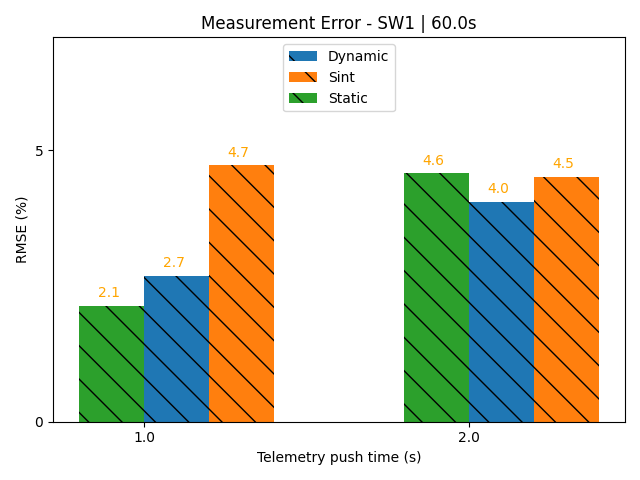 Measurement Error - SW1 | 60.0s
Dynamic
Sint
Static
RMSE (%)
5
0
2.1
2.7
4.7
4.6
4.0
4.5
1.0
2.0
Telemetry push time (s)